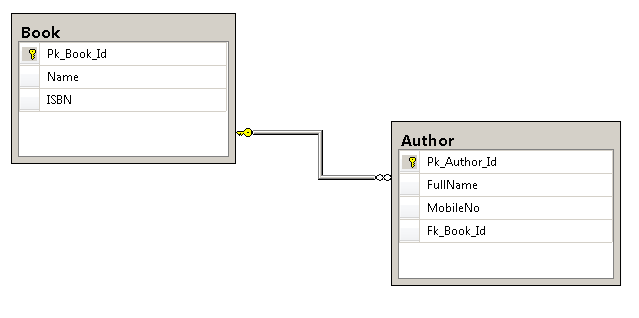 Book
Pk_Book_Id
Name
ISBN
Author
Pk_Author_Id
FullName
MobileNo
Fk_Book_Id